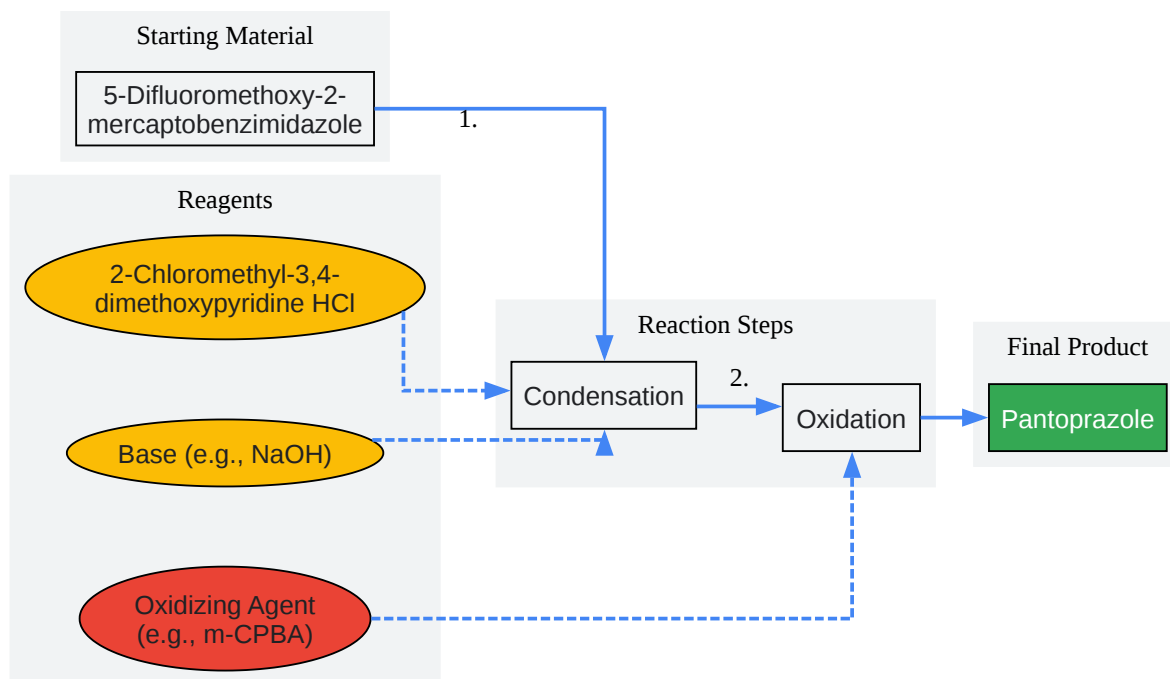 Starting Material
5-Difluoromethoxy-2-
mercaptobenzimidazole
1.
Reagents
2-Chloromethyl-3,4-
dimethoxypyridine HCl
Base (e.g., NaOH)
Oxidizing Agent
(e.g., m-CPBA)
Reaction Steps
Condensation
2.
Oxidation
Final Product
Pantoprazole